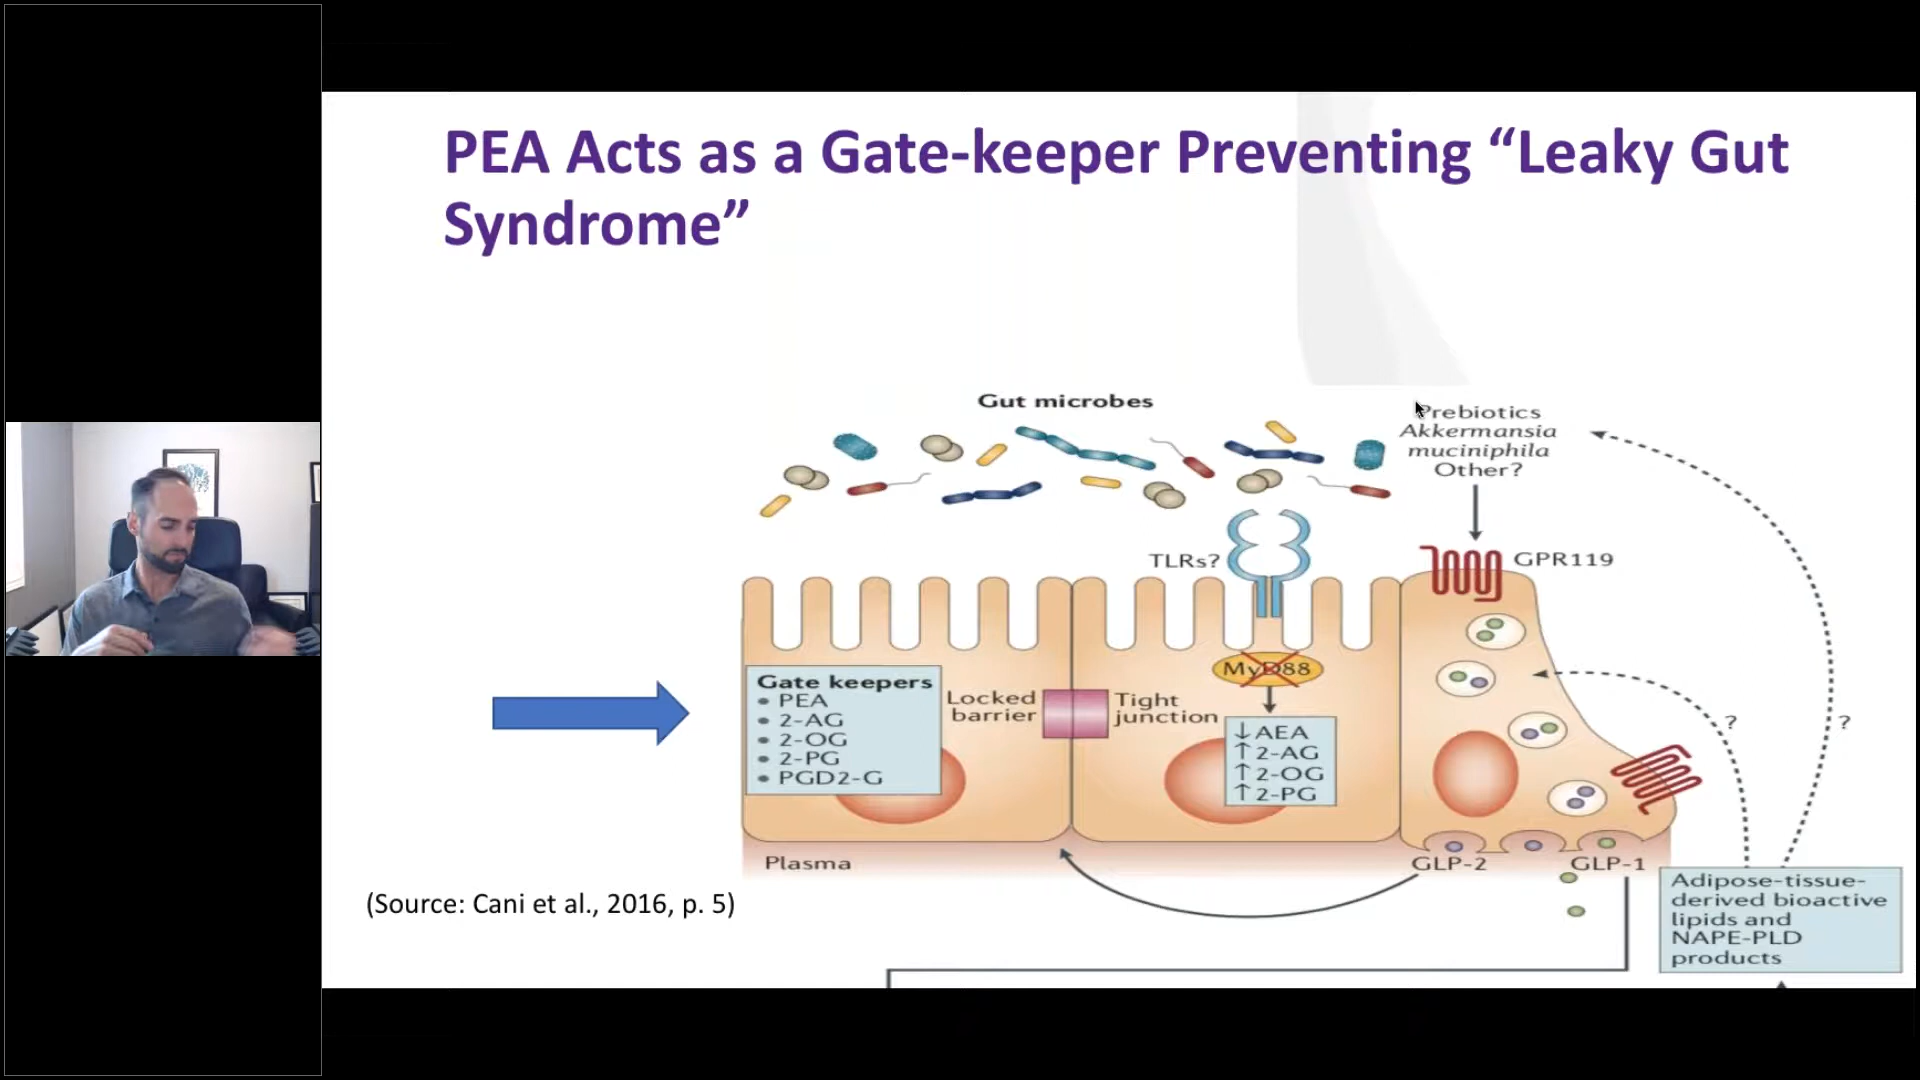 PEA Acts as a Gate-keeper Preventing “Leaky Gut
Syndrome”
Gut microbes
Prebiotics
Akkermansia
muciniphila
Other?
TLRs?
GPR119
MyD88
Gate keepers
• PEA
• 2-AG
• 2-OG
• 2-PG
• PGD2-G
Locked
barrier
Tight
junction
↓AEA
↑2-AG
↑2-OG
↑2-PG
?
?
Plasma
GLP-2
GLP-1
Adipose-tissue-
derived bioactive
lipids and
NAPE-PLD
products
(Source: Cani et al., 2016, p. 5)